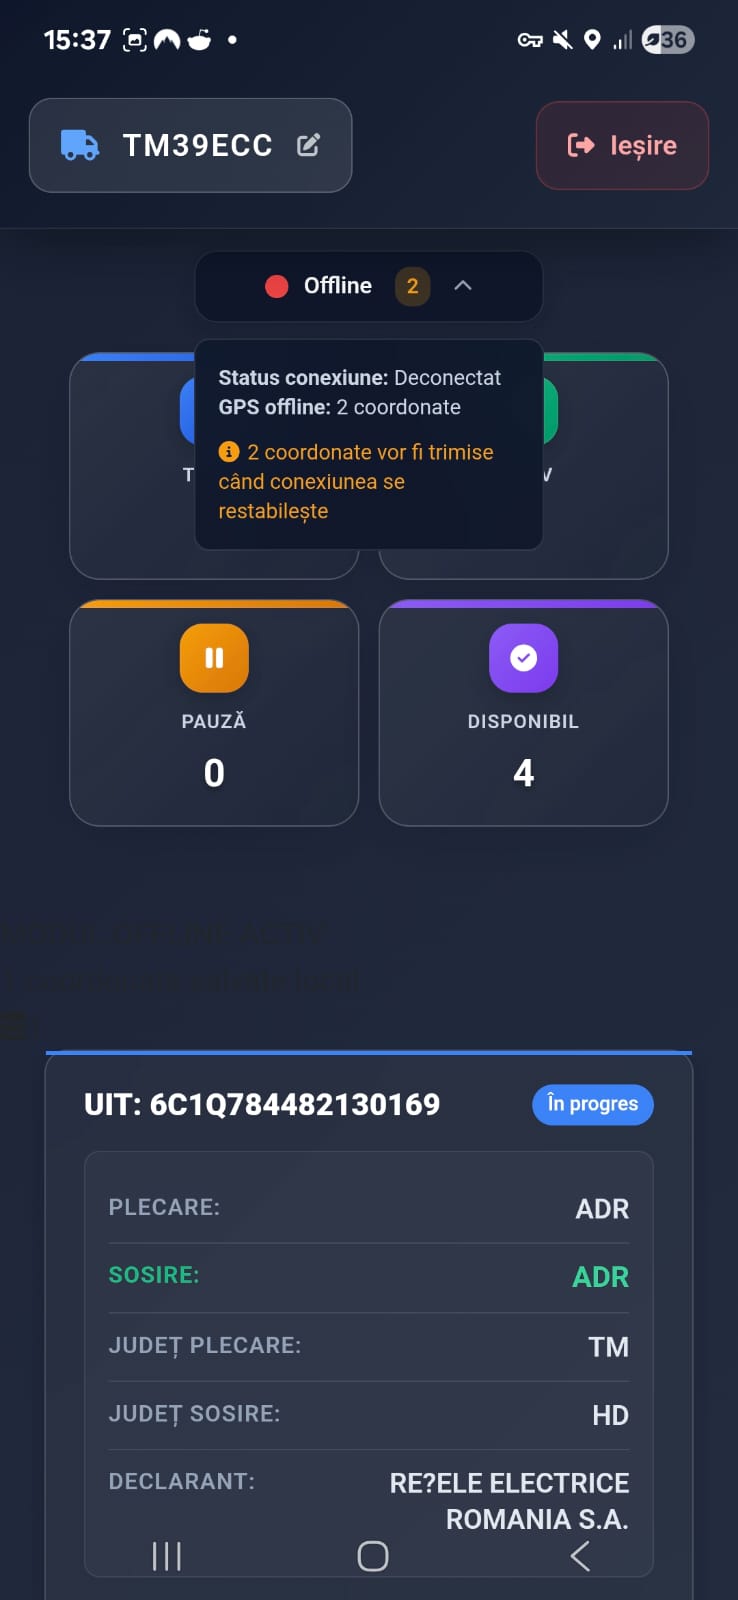 15:37
36
TM39ECC
Ieșire
Offline 2
Status conexiune: Deconectat
GPS offline: 2 coordonate
2 coordonate vor fi trimise
când conexiunea se
restabilește
T
V
PAUZĂ
DISPONIBIL
0
4
UIT: 6C1Q784482130169
În progres
PLECARE:
ADR
SOSIRE:
ADR
JUDEȚ PLECARE:
TM
JUDEȚ SOSIRE:
HD
DECLARANT:
RE?ELE ELECTRICE
ROMANIA S.A.